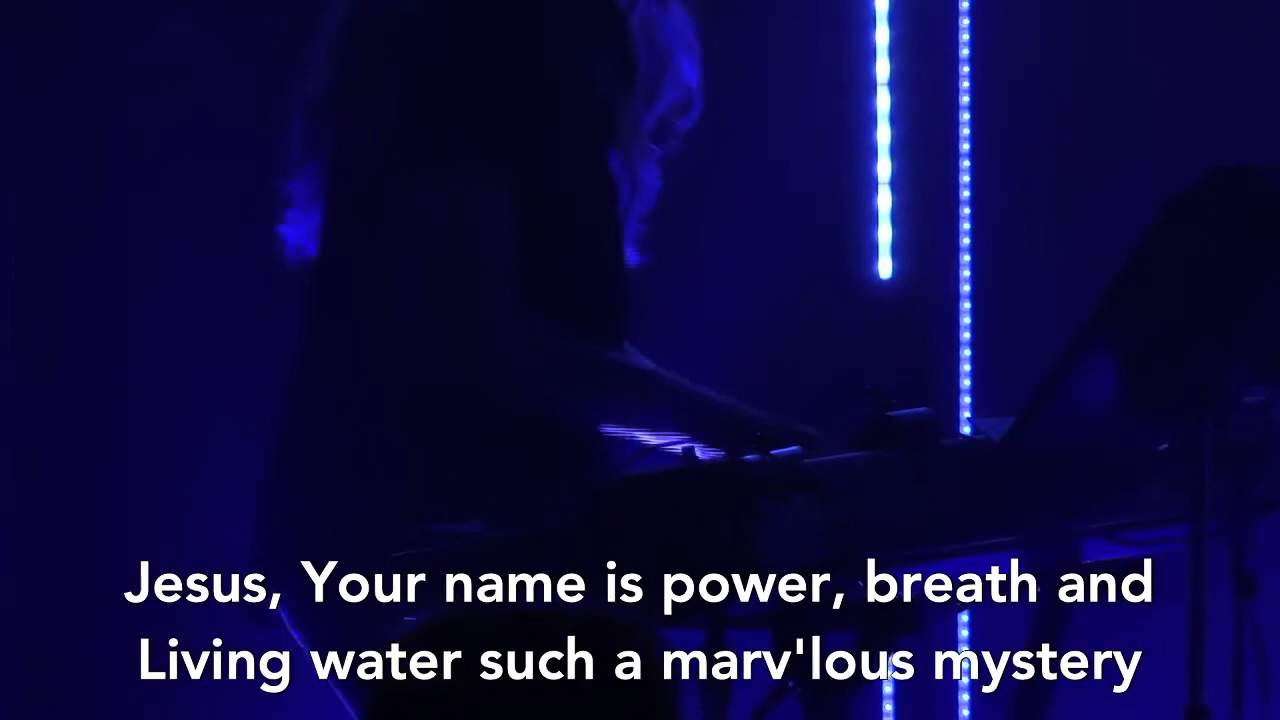 Jesus, Your name is power, breath and
Living water such a marv'lous mystery